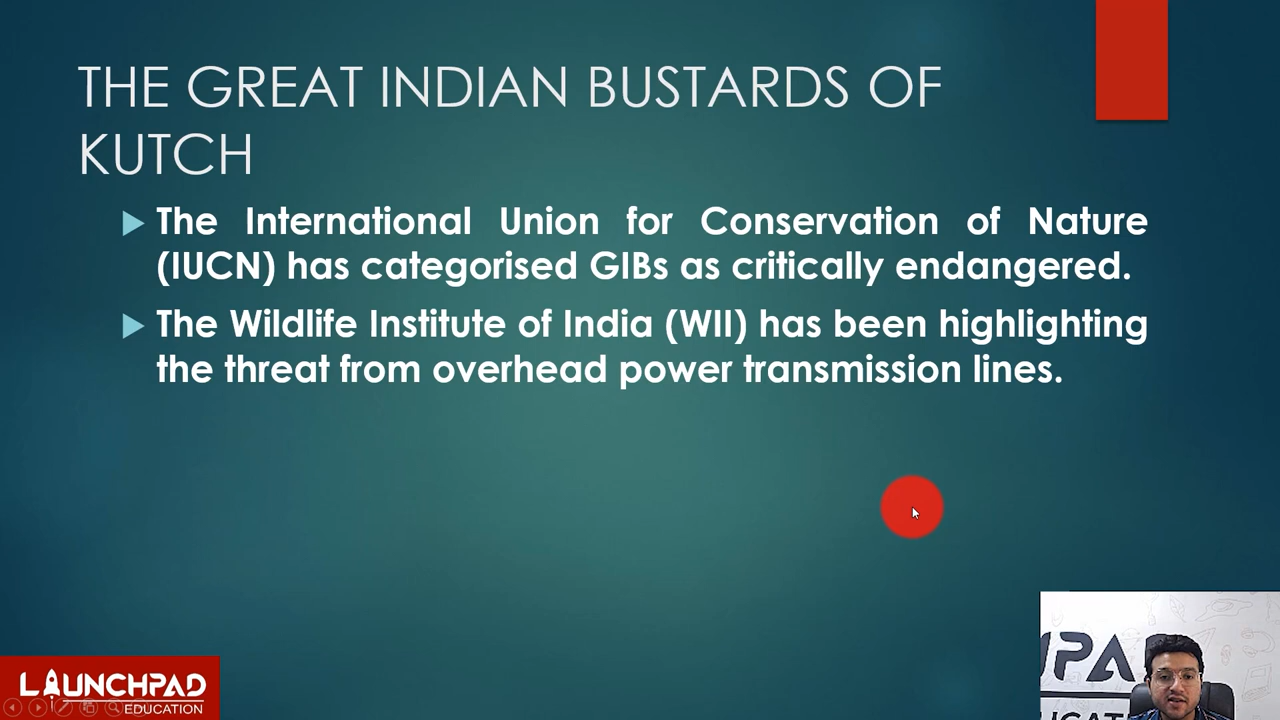 THE GREAT INDIAN BUSTARDS OF
KUTCH
The International Union for Conservation of Nature
(IUCN) has categorised GIBs as critically endangered.
The Wildlife Institute of India (WII) has been highlighting
the threat from overhead power transmission lines.
LAUNCHPAD
EDUCATION